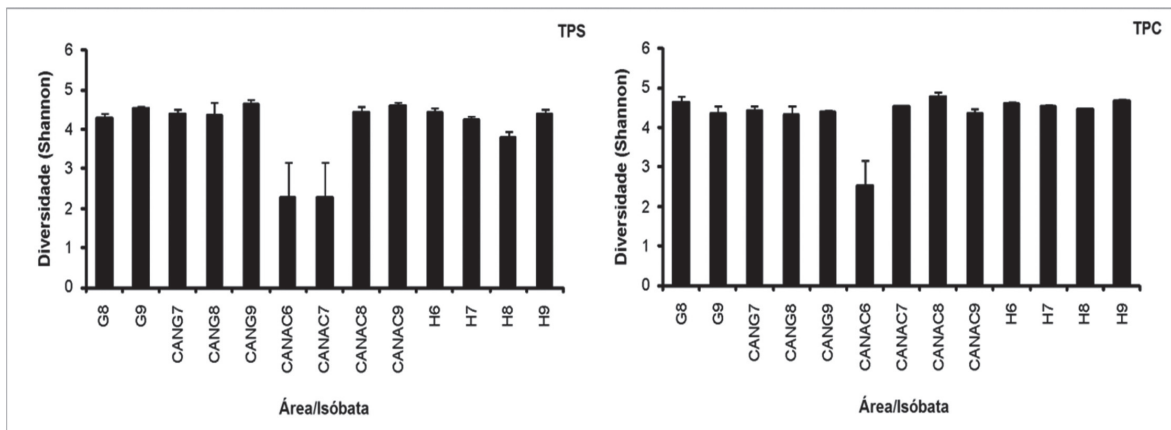 TPS
Diversidade (Shannon)
6
5
4
3
2
1
0
G8
G9
CANG7
CANG8
CANG9
CANAC6
CANAC7
CANAC8
CANAC9
H6
H7
H8
H9
Área/Isóbata
TPC
Diversidade (Shannon)
6
5
4
3
2
1
0
G8
G9
CANG7
CANG8
CANG9
CANAC6
CANAC7
CANAC8
CANAC9
H6
H7
H8
H9
Área/Isóbata